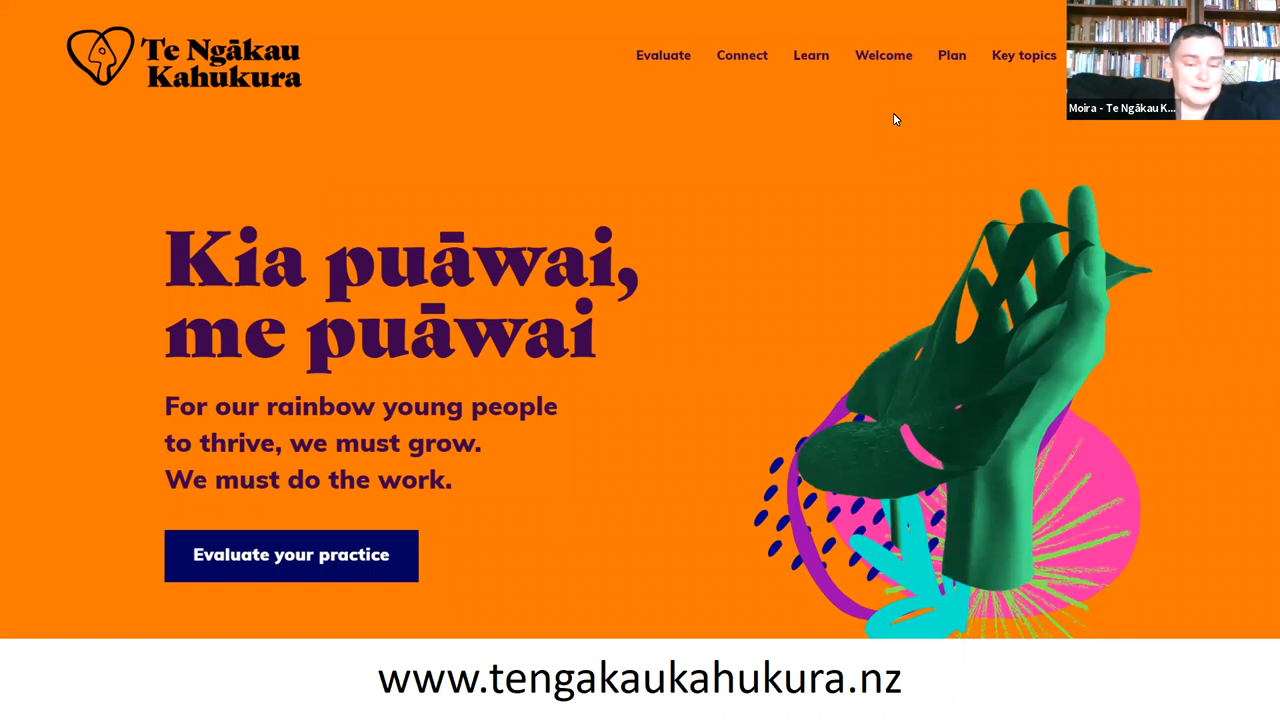 Te Ngākau
Kahukura
Evaluate Connect Learn Welcome Plan Key topics
Moira - Te Ngākau K...
Kia puāwai,
me puāwai
For our rainbow young people
to thrive, we must grow.
We must do the work.
Evaluate your practice
www.tengakaukahukura.nz